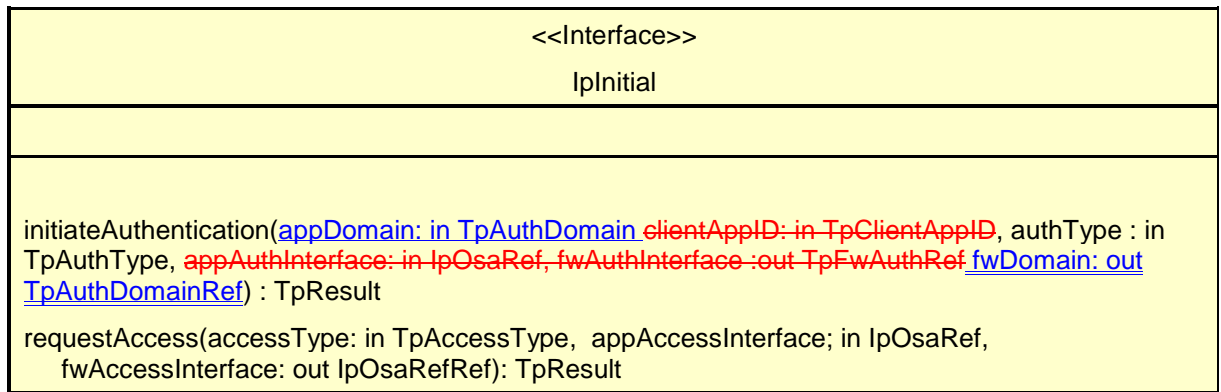 <<Interface>>
IpInitial
initiateAuthentication(appDomain: in TpAuthDomain clientAppID: in TpClientAppID, authType : in
TpAuthType, appAuthInterface: in IpOsaRef, fwAuthInterface :out TpFwAuthRef fwDomain: out
TpAuthDomainRef) : TpResult
requestAccess(accessType: in TpAccessType, appAccessInterface; in IpOsaRef,
fwAccessInterface: out IpOsaRefRef): TpResult